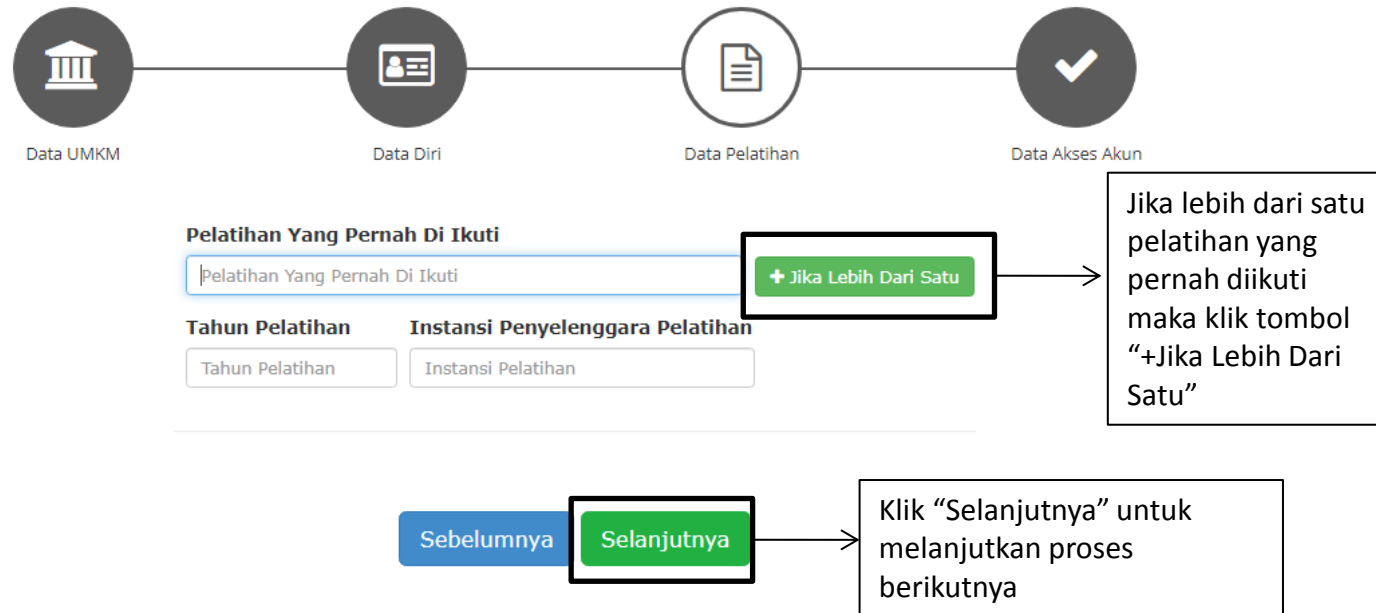 Data UMKM
Data Diri
Data Pelatihan
Data Akses Akun
Pelatihan Yang Pernah Di Ikuti
Pelatihan Yang Pernah Di Ikuti
+ Jika Lebih Dari Satu
Jika lebih dari satu
pelatihan yang
pernah diikuti
maka klik tombol
“+Jika Lebih Dari
Satu”
Tahun Pelatihan
Instansi Penyelenggara Pelatihan
Tahun Pelatihan
Instansi Pelatihan
Sebelumnya
Selanjutnya
Klik “Selanjutnya” untuk
melanjutkan proses
berikutnya